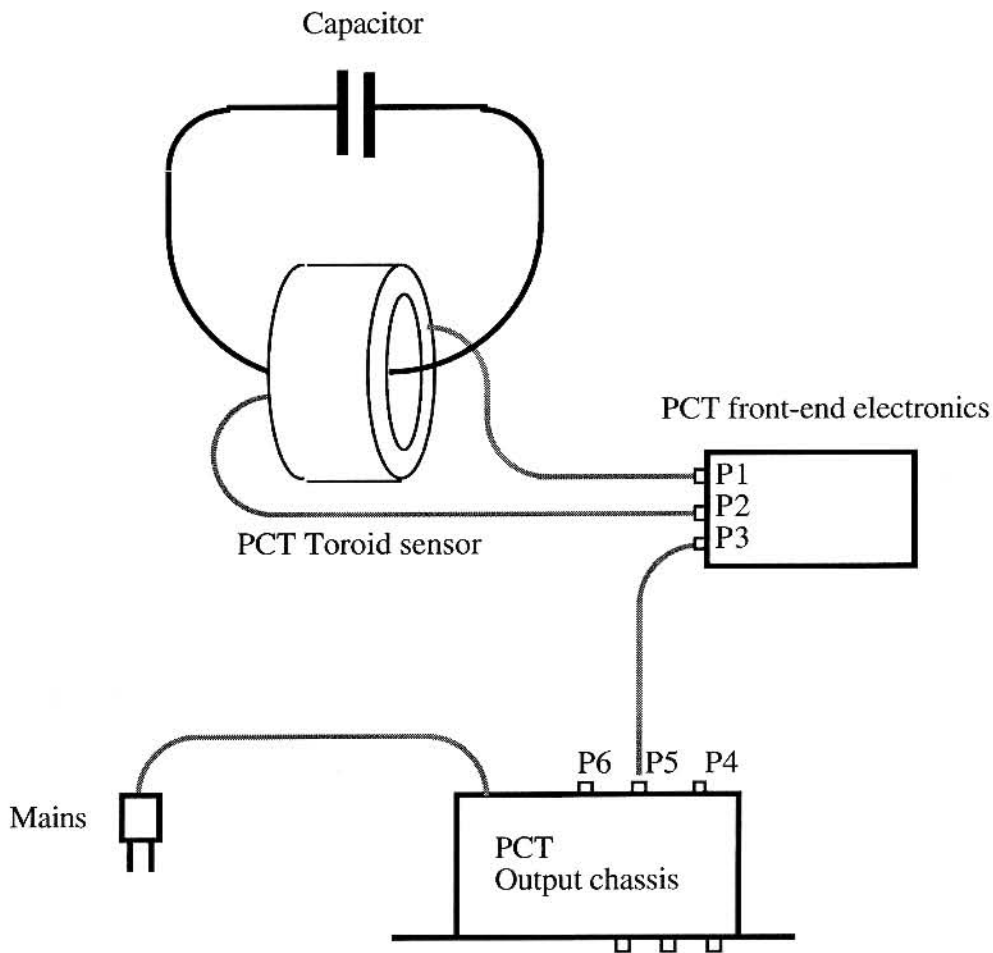 Capacitor
PCT front-end electronics
P1
P2
P3
PCT Toroid sensor
P6 P5 P4
Mains
PCT
Output chassis